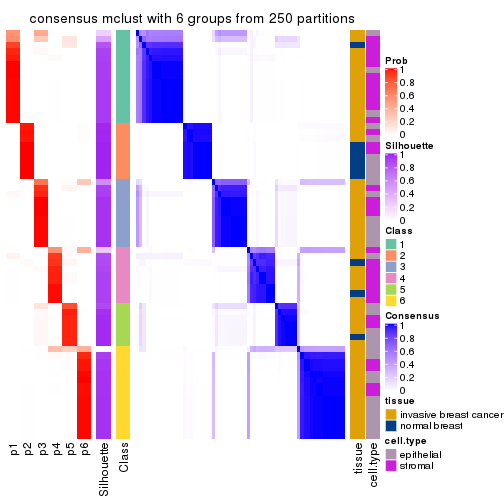 consensus mclust with 6 groups from 250 partitions
Prob
1
0.8
0.6
0.4
0.2
0
Silhouette
1
0.8
0.6
0.4
0.2
0
Class
1
2
3
4
5
6
Consensus
1
0.8
0.6
0.4
0.2
0
tissue
invasive breast cancer
normal breast
cell.type
epithelial
stromal
p1
p2
p3
p4
p5
p6
Silhouette
Class
tissue
cell.type